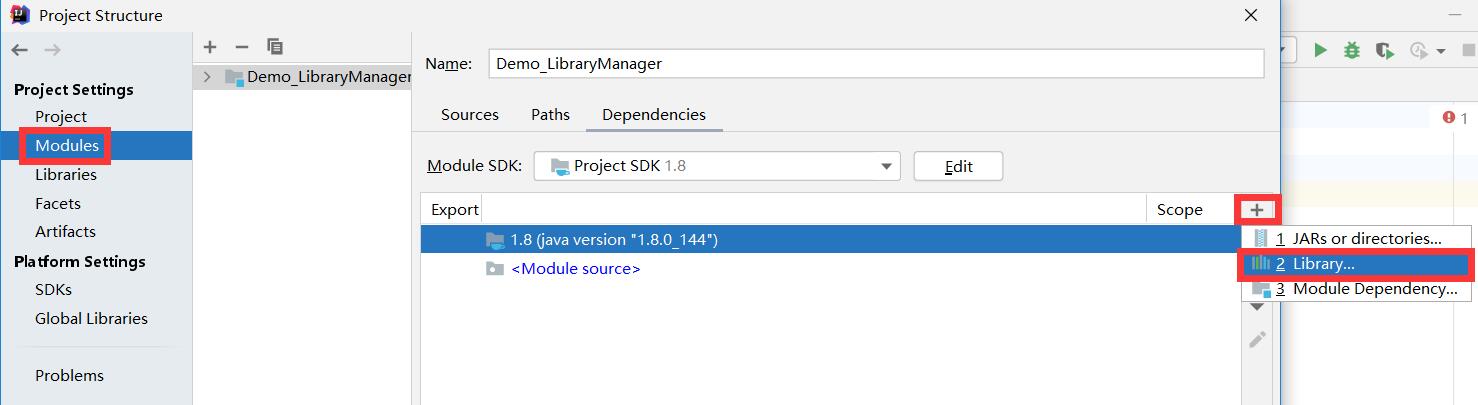 Project Structure
Project Settings
Project
Modules
Libraries
Facets
Artifacts
Platform Settings
SDKs
Global Libraries
Problems
Demo_LibraryManager
Name: Demo_LibraryManager
Sources Paths Dependencies
Module SDK: Project SDK 1.8 Edit
Export Scope
1.8 (java version "1.8.0_144")
<Module source>
1 JARs or directories...
2 Library...
3 Module Dependency...
1